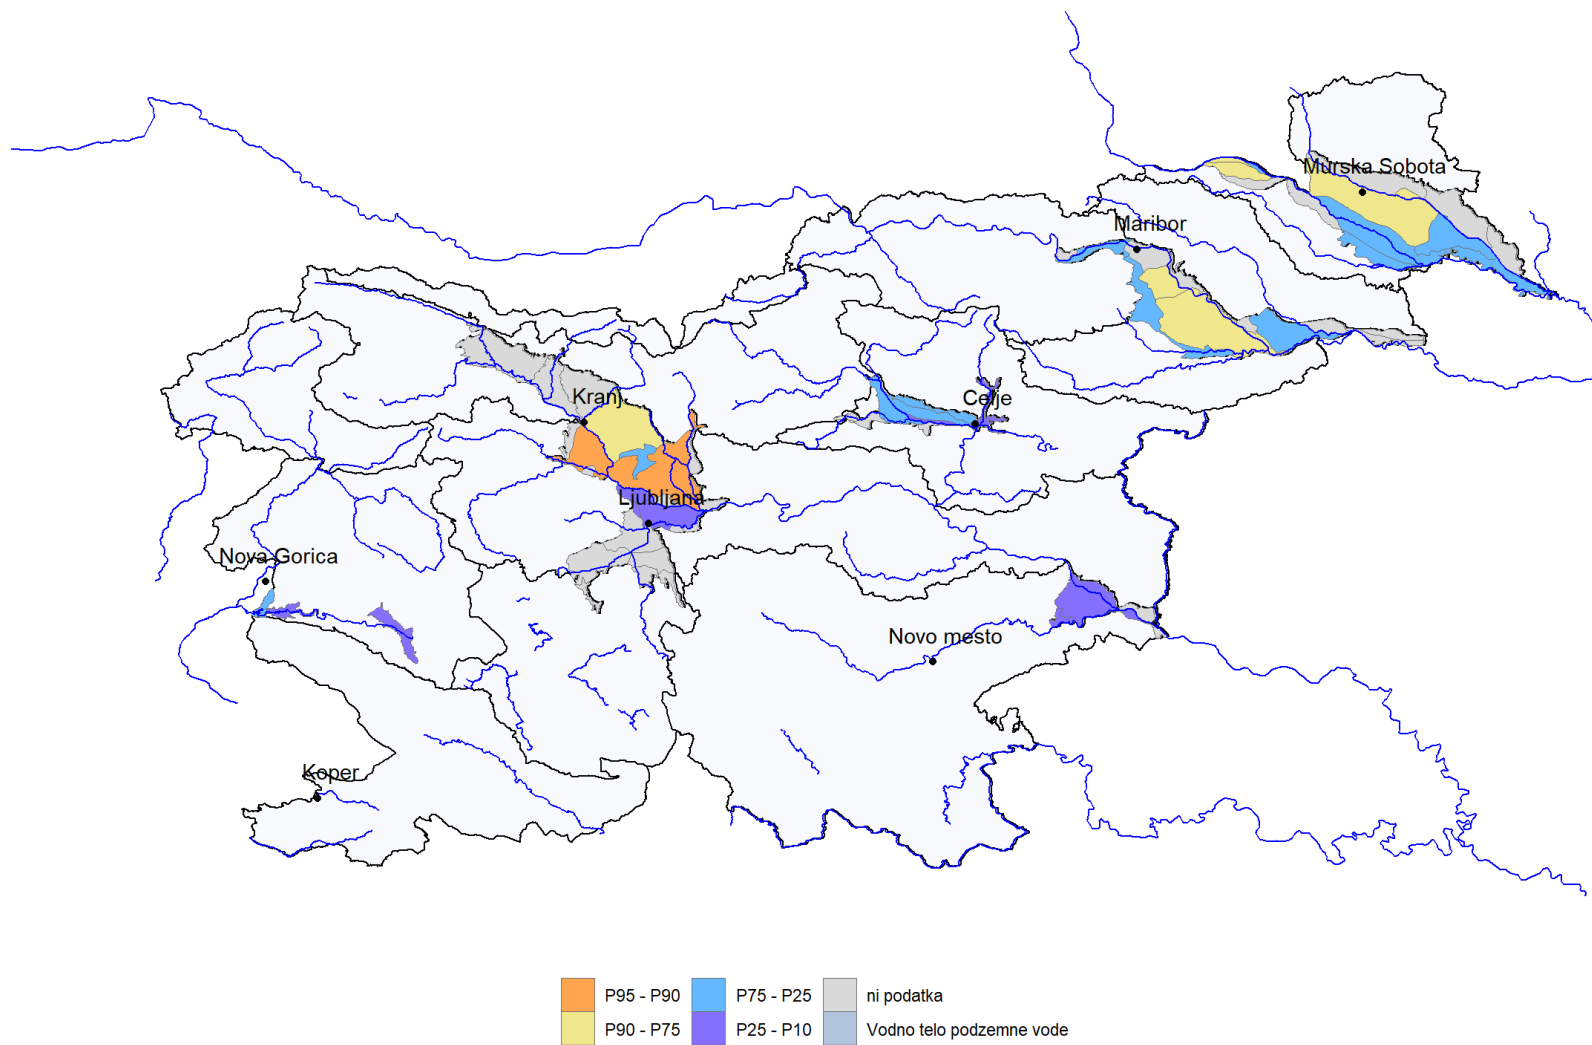 Murska Sobota
Maribor
Kranj
Celje
Ljubljana
Nova Gorica
Novo mesto
Koper
P95 - P90
P75 - P25
ni podatka
P90 - P75
P25 - P10
Vodno telo podzemne vode